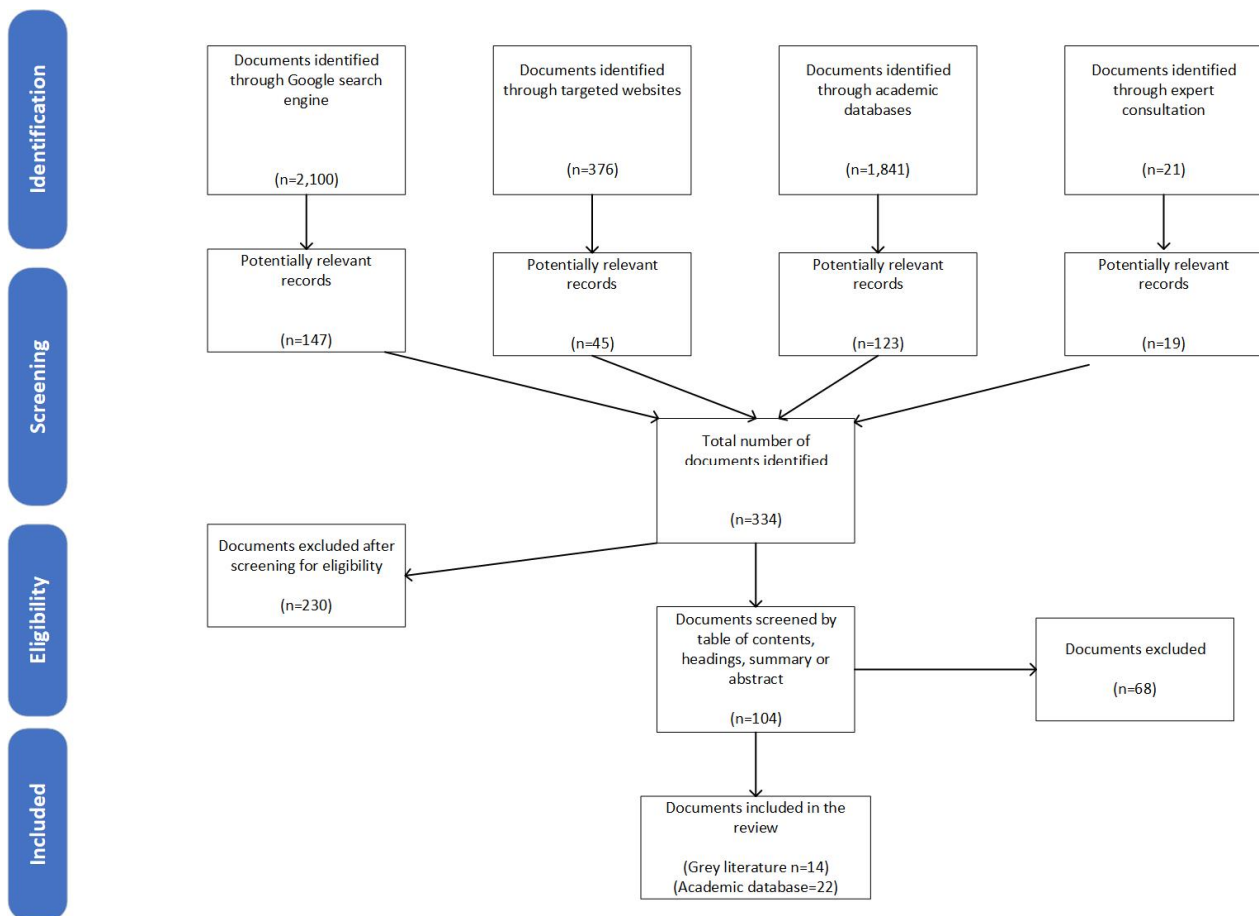 Identification
Documents identified
through Google search
engine
(n=2,100)
Documents identified
through targeted websites
(n=376)
Documents identified
through academic
databases
(n=1,841)
Documents identified
through expert
consultation
(n=21)
Screening
Potentially relevant
records
(n=147)
Potentially relevant
records
(n=45)
Potentially relevant
records
(n=123)
Potentially relevant
records
(n=19)
Total number of
documents identified
(n=334)
Eligibility
Documents excluded after
screening for eligibility
(n=230)
Documents screened by
table of contents,
headings, summary or
abstract
(n=104)
Documents excluded
(n=68)
Included
Documents included in the
review
(Grey literature n=14)
(Academic database=22)